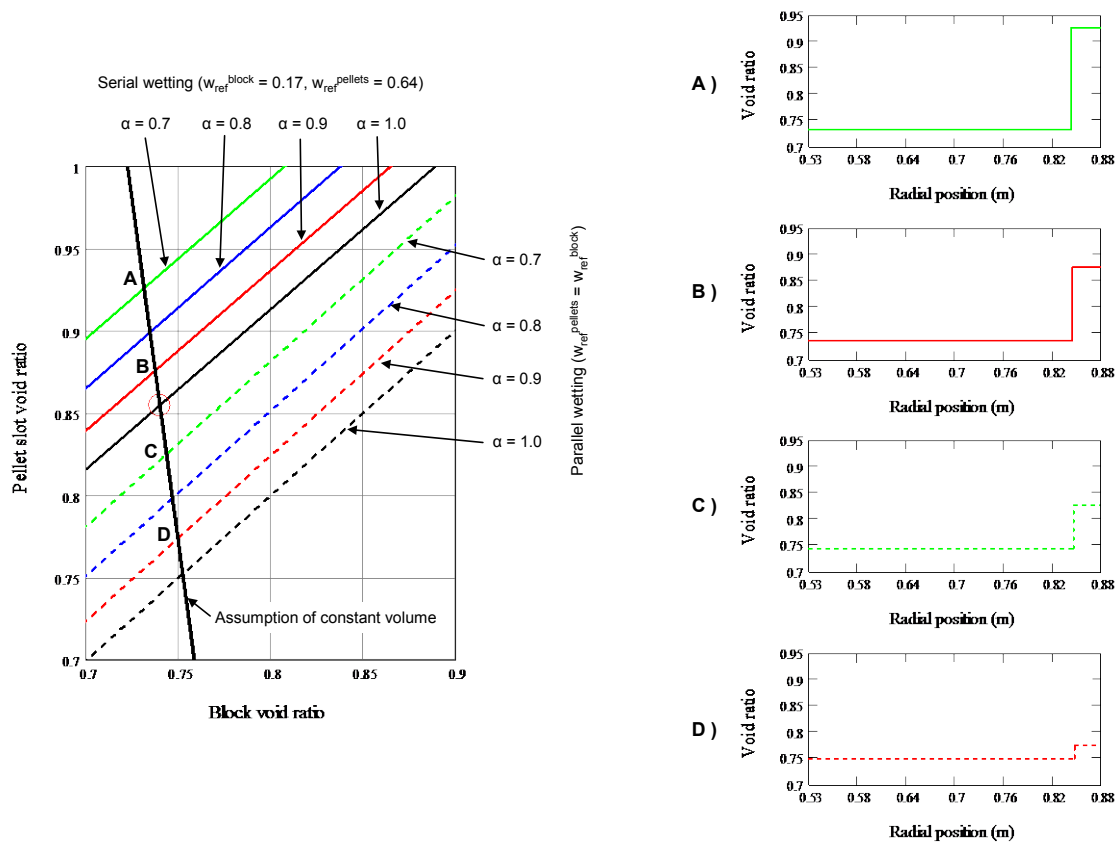 Serial wetting (w_ref^block = 0.17, w_ref^pellets = 0.64)
α = 0.7
α = 0.8
α = 0.9
α = 1.0
1
0.95
0.9
0.85
0.8
0.75
0.7
Pellet slot void ratio
A
B
C
D
α = 0.7
α = 0.8
α = 0.9
α = 1.0
Parallel wetting (w_ref^pellets = w_ref^block)
Assumption of constant volume
0.7 0.75 0.8 0.85 0.9
Block void ratio
A )
Void ratio
0.95
0.9
0.85
0.8
0.75
0.7
0.53 0.58 0.64 0.7 0.76 0.82 0.88
Radial position (m)
B )
Void ratio
0.95
0.9
0.85
0.8
0.75
0.7
0.53 0.58 0.64 0.7 0.76 0.82 0.88
Radial position (m)
C )
Void ratio
0.95
0.9
0.85
0.8
0.75
0.7
0.53 0.58 0.64 0.7 0.76 0.82 0.88
Radial position (m)
D )
Void ratio
0.95
0.9
0.85
0.8
0.75
0.7
0.53 0.58 0.64 0.7 0.76 0.82 0.88
Radial position (m)